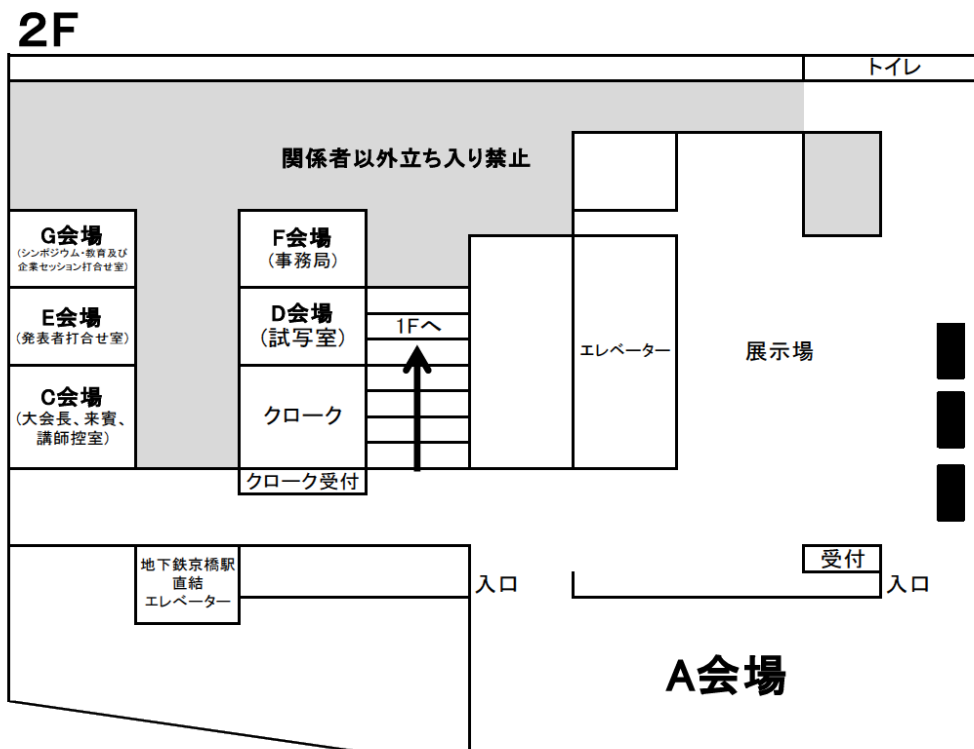 2F
トイレ
関係者以外立ち入り禁止
G会場
(シンポジウム・教育及び
企業セッション打合せ室)
F会場
(事務局)
E会場
(発表者打合せ室)
D会場
(試写室)
1Fへ
エレベーター
展示場
C会場
(大会長、来賓、
講師控室)
クローク
クローク受付
地下鉄京橋駅
直結
エレベーター
入口
受付
入口
A会場